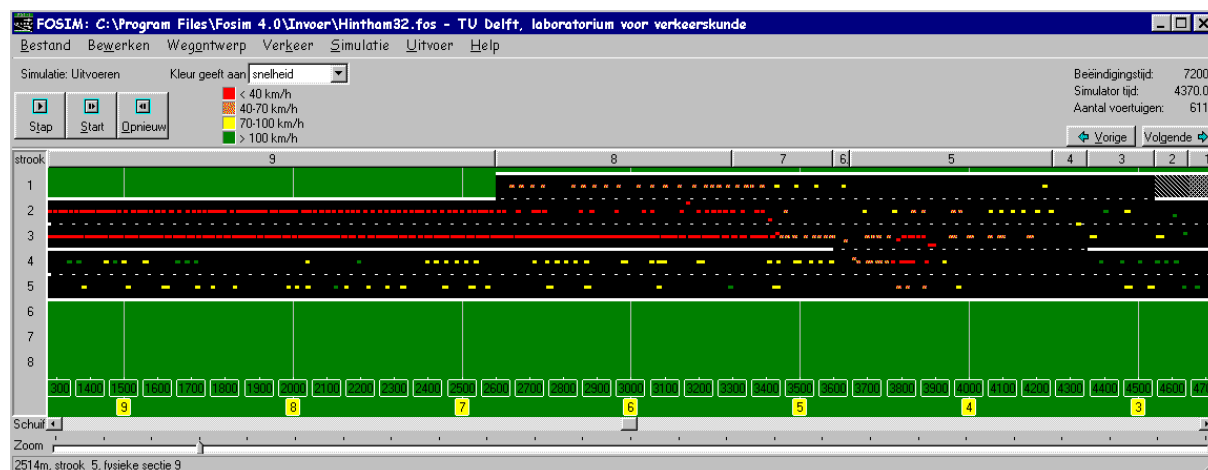 FOSIM: C:\Program Files\Fosim 4.0\Invoer\Hintham32.fos - TU Delft, laboratorium voor verkeerskunde
Bestand Bewerken Wegontwerp Verkeer Simulatie Uitvoer Help
Simulatie: Uitvoeren Kleur geeft aan snelheid Beëindigingstijd: 7200
< 40 km/h Simulator tijd: 4370.0
40-70 km/h Aantal voertuigen: 611
70-100 km/h
> 100 km/h
Stap Start Opnieuw Vorige Volgende
strook 9 8 7 6 5 4 3 2 1
1
2
3
4
5
6
7
8
300 1400 1500 1600 1700 1800 1900 2000 2100 2200 2300 2400 2500 2600 2700 2800 2900 3000 3100 3200 3300 3400 3500 3600 3700 3800 3900 4000 4100 4200 4300 4400 4500 4600 470
9 8 7 6 5 4 3
Schuif
Zoom
2514m, strook 5, fysieke sectie 9